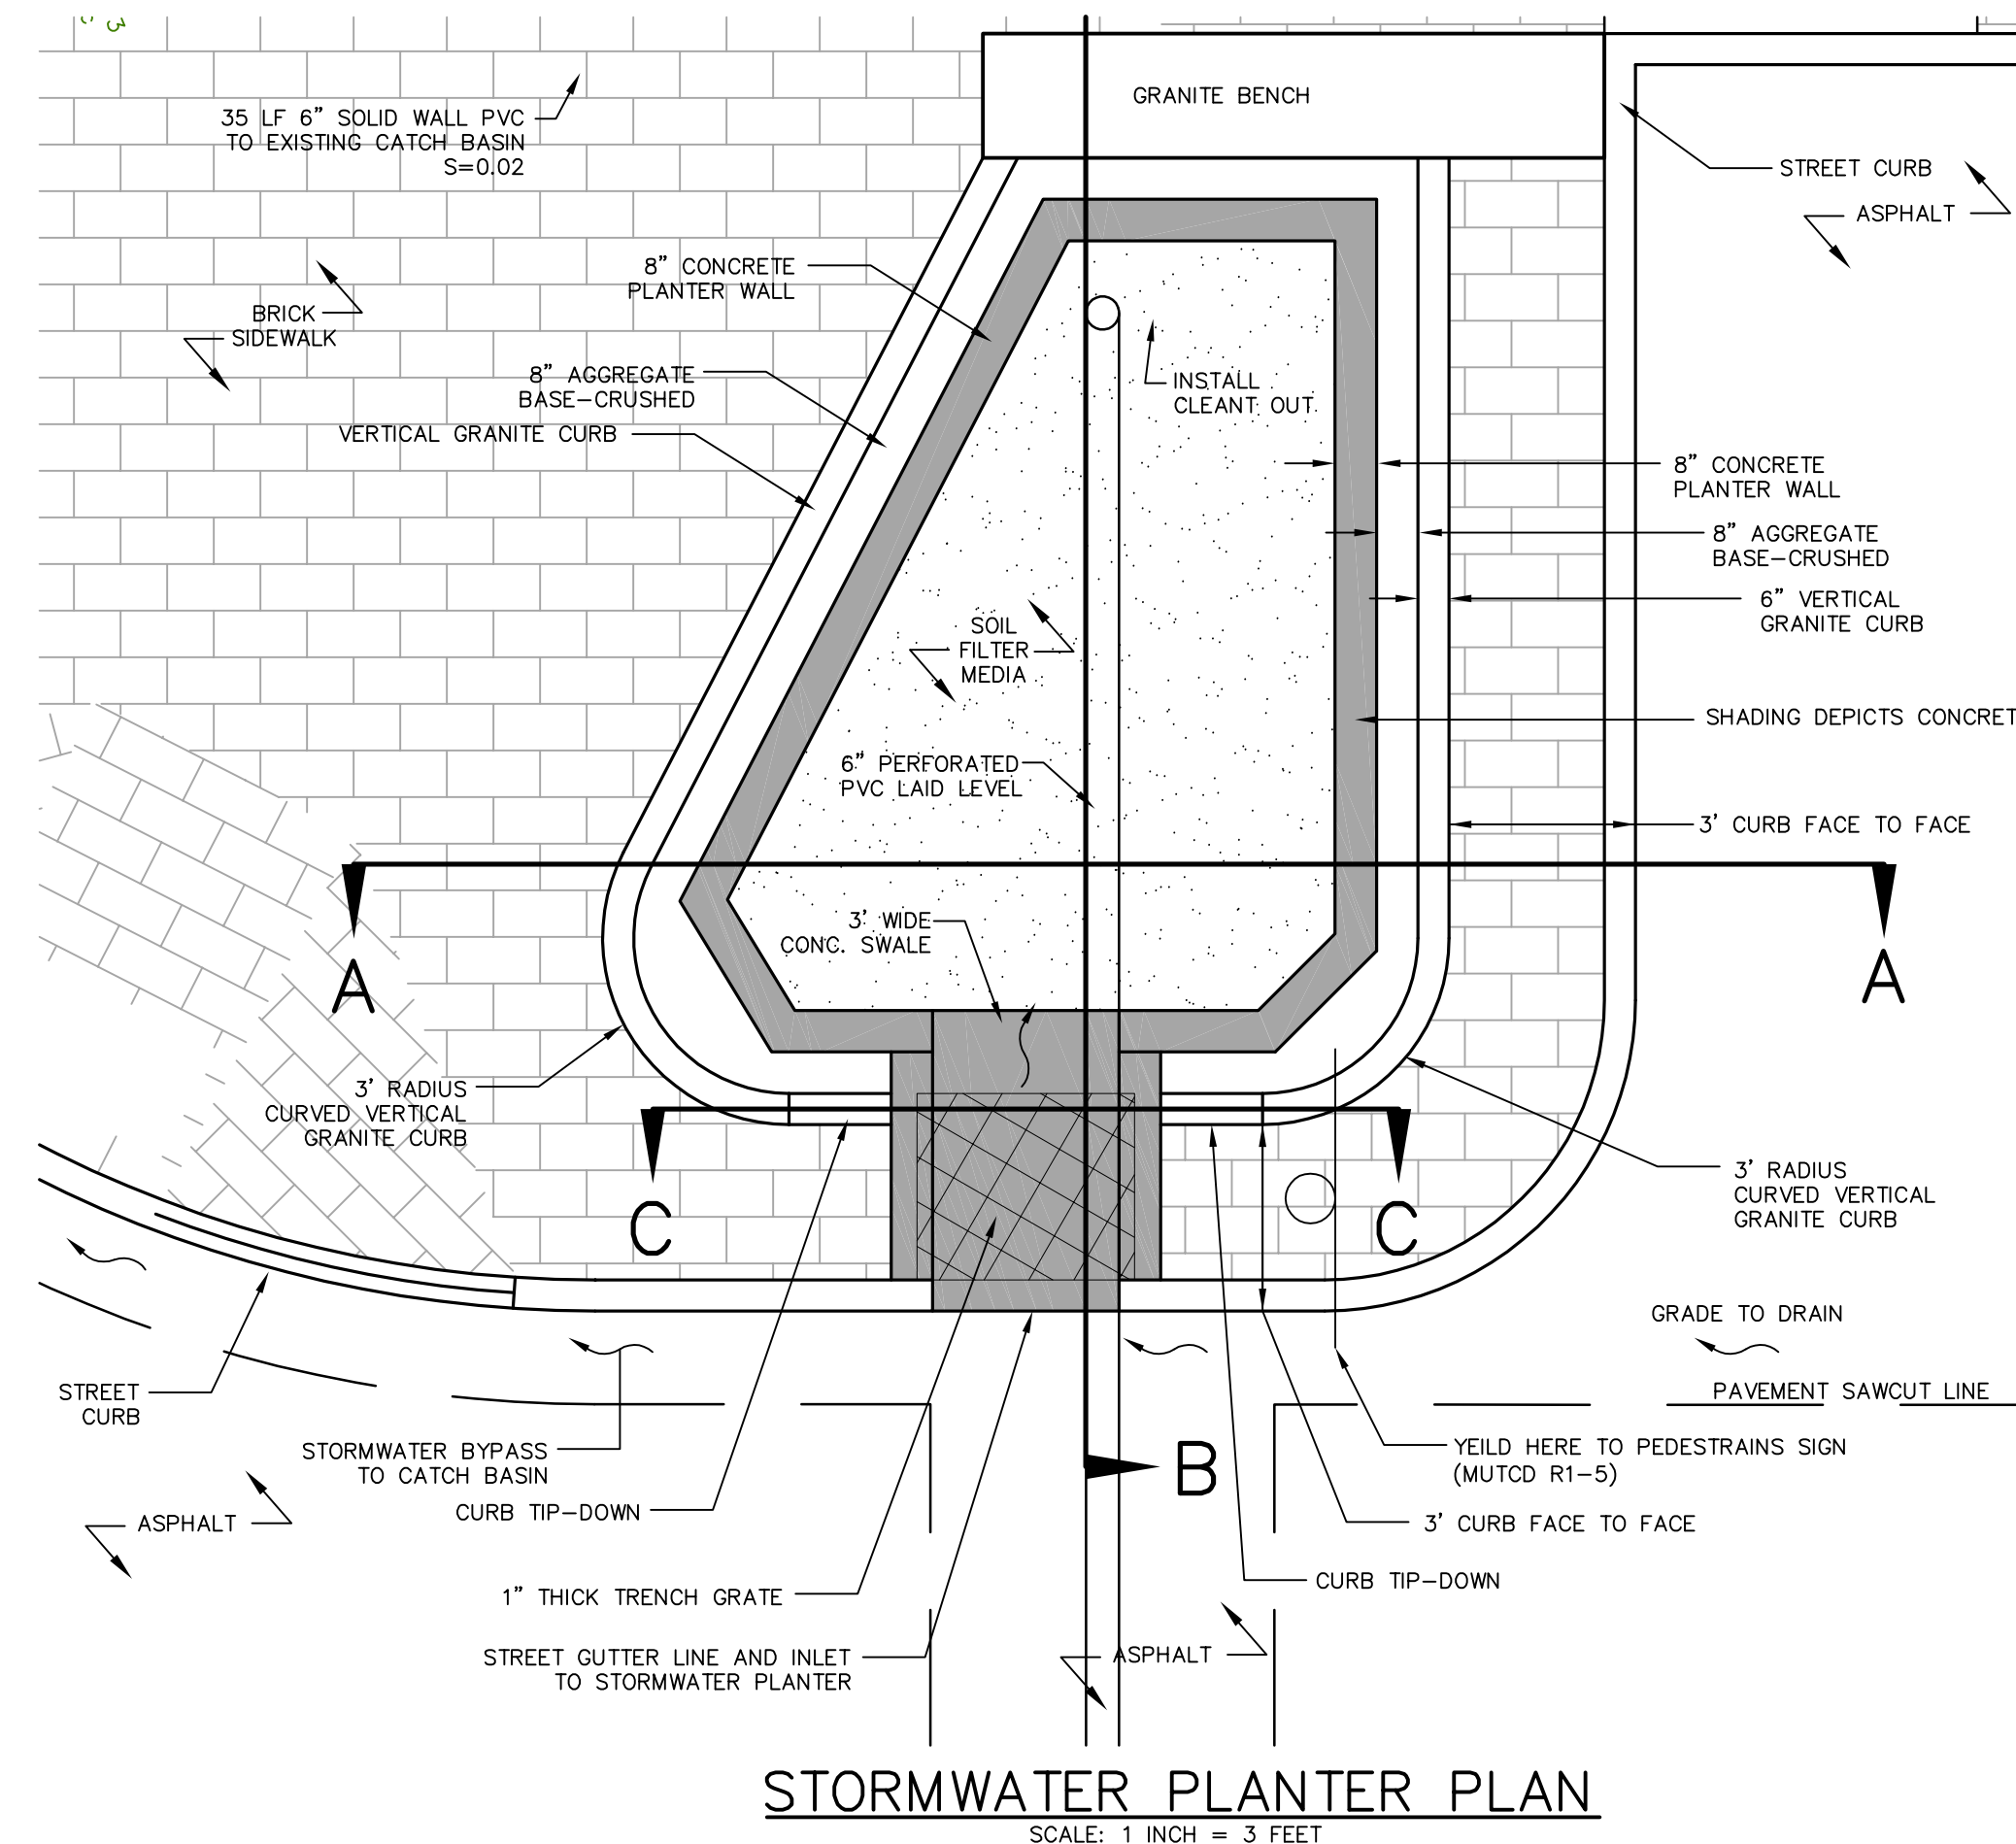 3
GRANITE BENCH
35 LF 6” SOLID WALL PVC
TO EXISTING CATCH BASIN
S=0.02
STREET CURB
ASPHALT
8” CONCRETE
PLANTER WALL
BRICK
SIDEWALK
8” AGGREGATE
BASE-CRUSHED
INSTALL
CLEANT OUT
VERTICAL GRANITE CURB
8” CONCRETE
PLANTER WALL
8” AGGREGATE
BASE-CRUSHED
6” VERTICAL
GRANITE CURB
SOIL
FILTER
MEDIA
SHADING DEPICTS CONCRET
6” PERFORATED
PVC LAID LEVEL
3’ CURB FACE TO FACE
3’ WIDE
CONC. SWALE
A
A
3’ RADIUS
CURVED VERTICAL
GRANITE CURB
C
C
3’ RADIUS
CURVED VERTICAL
GRANITE CURB
GRADE TO DRAIN
STREET
CURB
PAVEMENT SAWCUT LINE
STORMWATER BYPASS
TO CATCH BASIN
B
YEILD HERE TO PEDESTRAINS SIGN
(MUTCD R1-5)
CURB TIP-DOWN
ASPHALT
3’ CURB FACE TO FACE
1” THICK TRENCH GRATE
CURB TIP-DOWN
STREET GUTTER LINE AND INLET
TO STORMWATER PLANTER
ASPHALT
STORMWATER PLANTER PLAN
SCALE: 1 INCH = 3 FEET